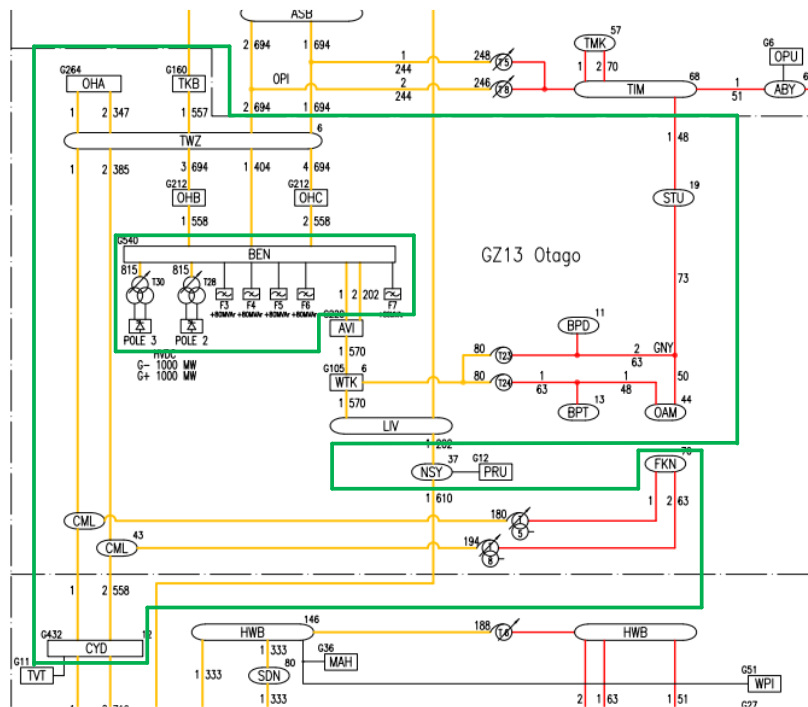 ASB
2 694 1 694
1 244
248 T5
TMK 57
G6 OPU
G264 OHA
G160 TKB
OPI
2 244
246 T8
1 2 70
TIM 68
1 51
ABY 6
1 2 347
1 557
2 694 1 694
TWZ 6
1 48
1 2 385
3 694 1 404 4 694
G212 OHB
G212 OHC
STU 19
1 558 2 558
G540
BEN
GZ13 Otago
815 T30
815 T28
1 2 202
73
F3 F4 F5 F6 F7
+80MVAr +80MVAr +80MVAr +80MVAr
POLE 3 POLE 2
HVDC
G- 1000 MW
G+ 1000 MW
G220 AVI
1 570
BPD 11
80 T23
2 63
GNY
G105 WTK 6
80 T24
1 63
1 48
50
1 570
BPT 13
OAM 44
LIV
1 202
NSY 37
G12 PRU
FKN 70
1 610
1 2 63
CML
180 T 5
CML 43
194 T 8
1 2 558
G432 CYD 12
G11 TVT
HWB 146
188 T6
HWB
1 333 1 333
SDN 80
G36 MAH
G51 WPI
1 333
2 1 63 1 51
G27